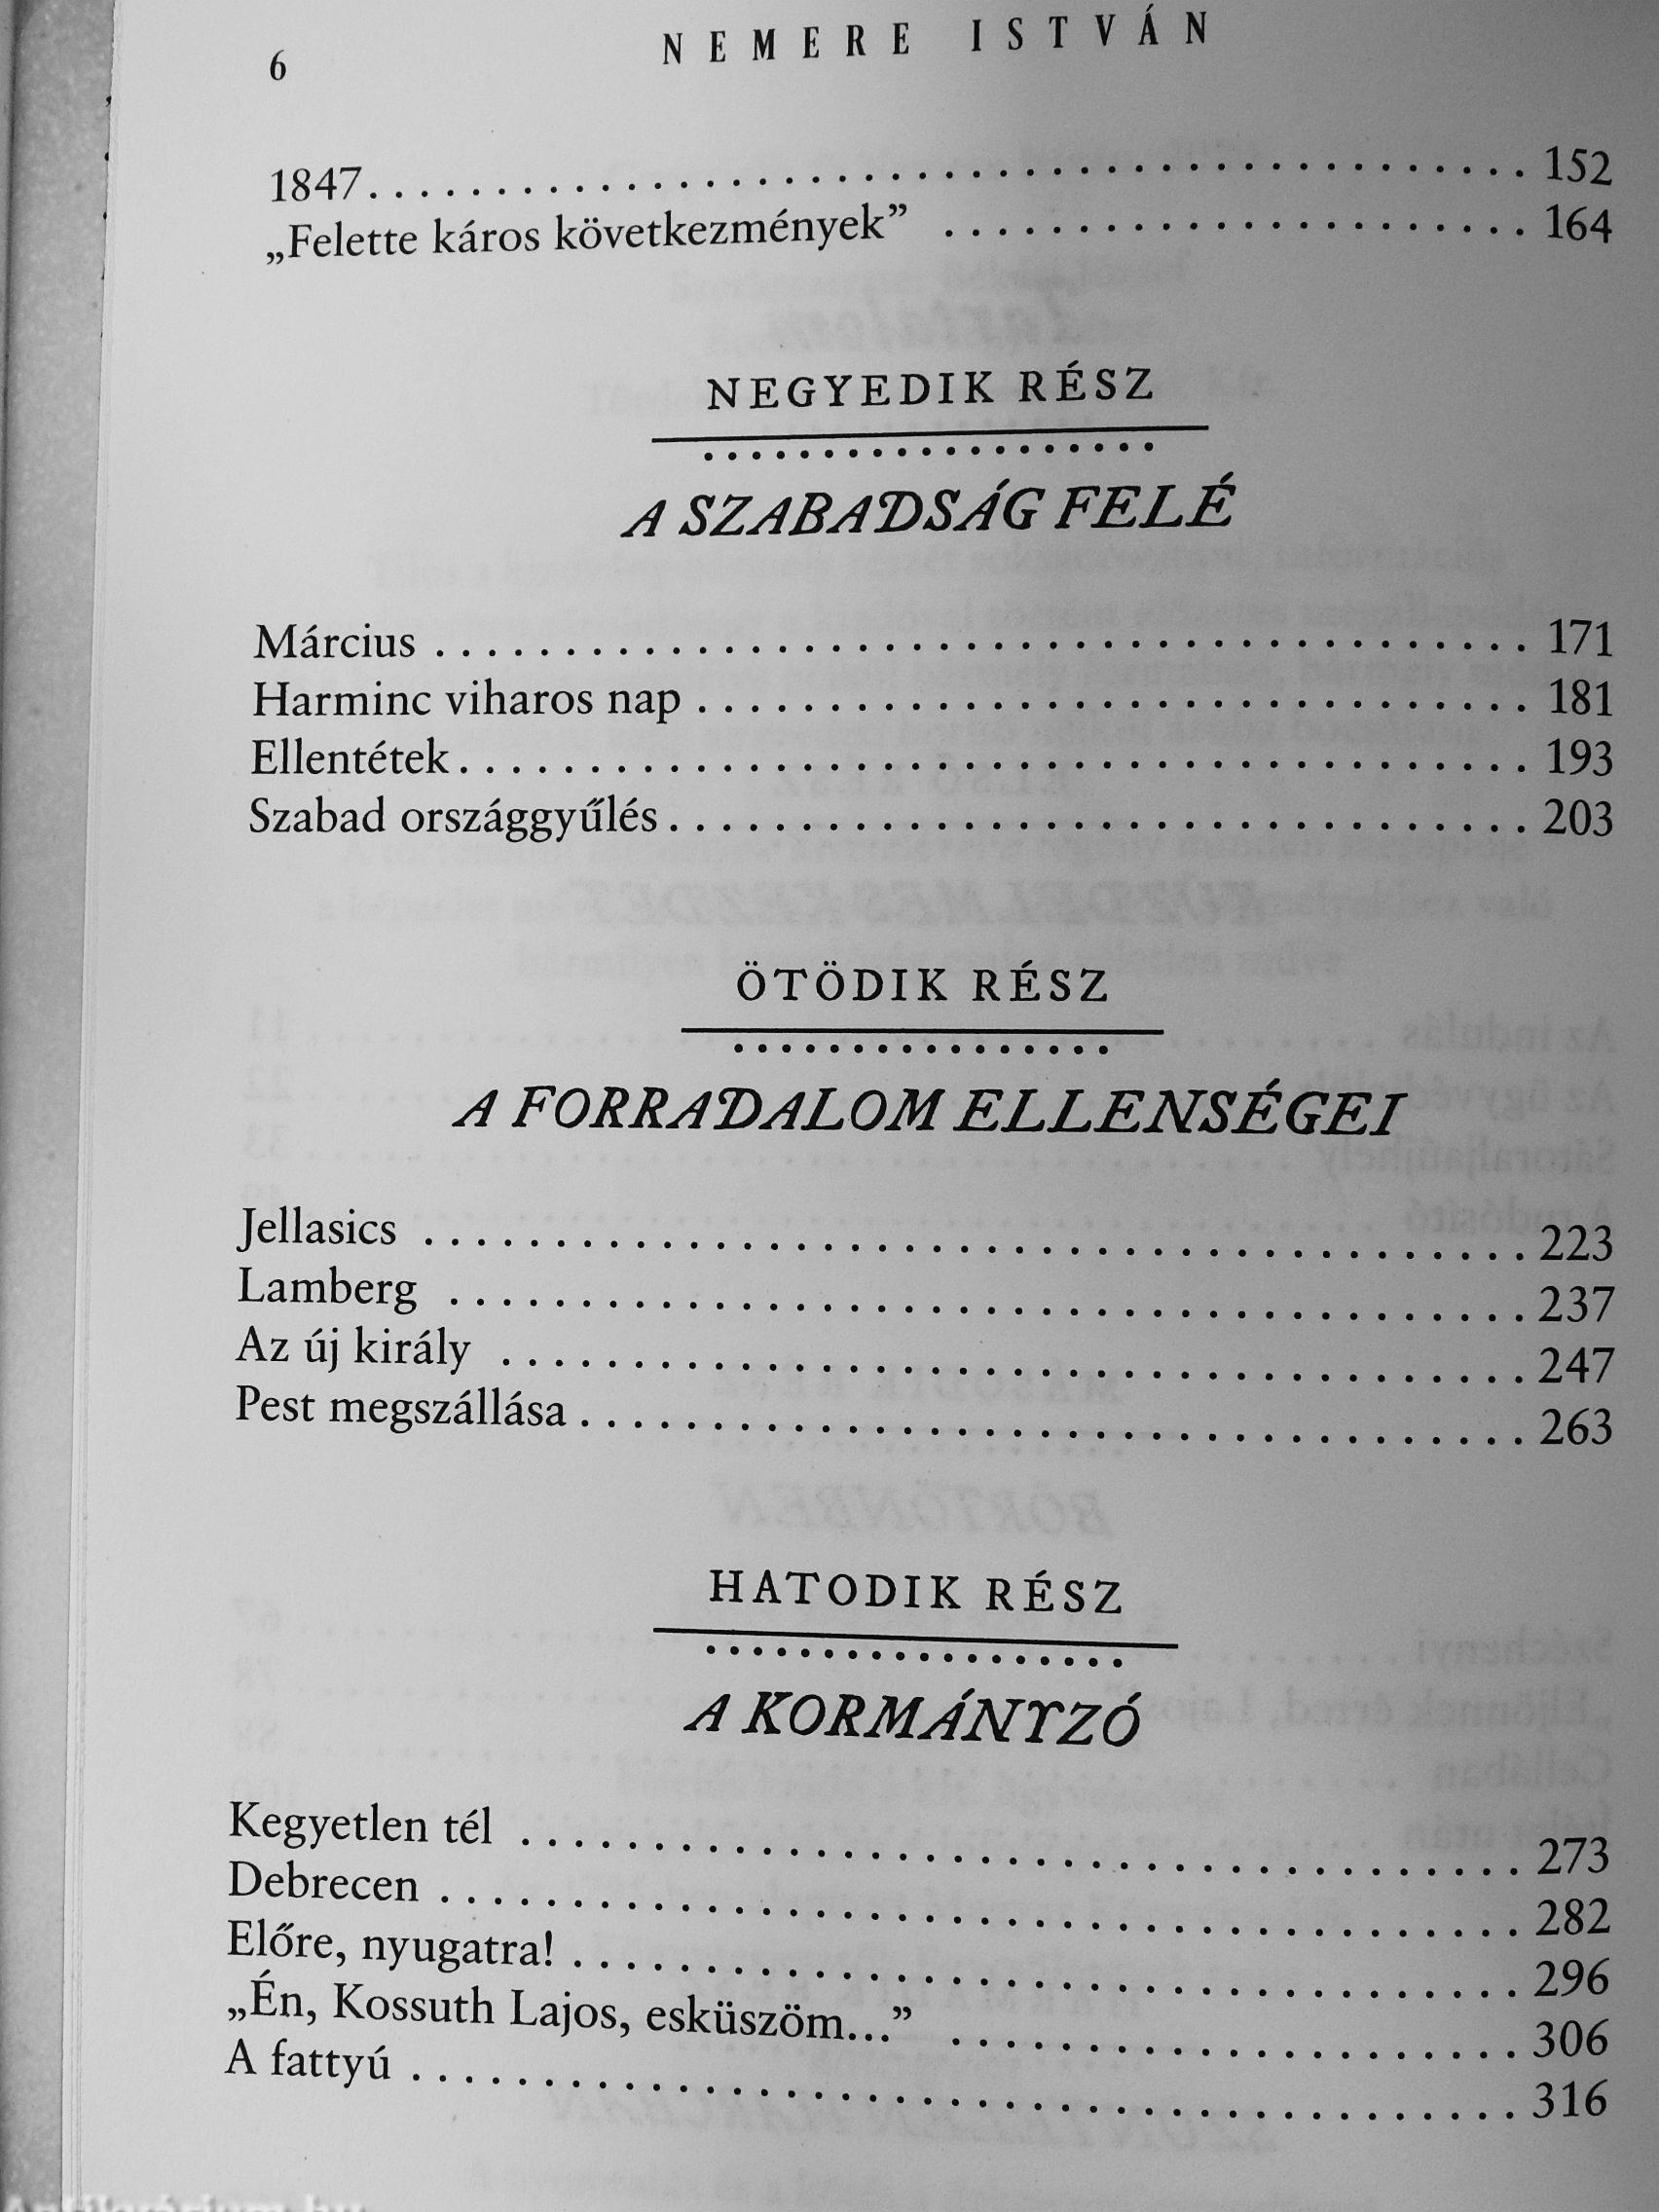 6
NEMERE ISTVÁN
1847. . . . . . . . . . . . . . . . . . . . . . . . . . . . . . . . . . . . . . . . . . . . 152
„Felette káros következmények” . . . . . . . . . . . . . . . . . . . . . . 164
NEGYEDIK RÉSZ
A SZABADSÁG FELÉ
Március . . . . . . . . . . . . . . . . . . . . . . . . . . . . . . . . . . . . . . . . . . 171
Harminc viharos nap . . . . . . . . . . . . . . . . . . . . . . . . . . . . . . . . 181
Ellentétek. . . . . . . . . . . . . . . . . . . . . . . . . . . . . . . . . . . . . . . . . 193
Szabad országgyűlés . . . . . . . . . . . . . . . . . . . . . . . . . . . . . . . . . 203
ÖTÖDIK RÉSZ
A FORRADALOM ELLENSÉGEI
Jellasics . . . . . . . . . . . . . . . . . . . . . . . . . . . . . . . . . . . . . . . . . . 223
Lamberg . . . . . . . . . . . . . . . . . . . . . . . . . . . . . . . . . . . . . . . . . 237
Az új király . . . . . . . . . . . . . . . . . . . . . . . . . . . . . . . . . . . . . . . 247
Pest megszállása . . . . . . . . . . . . . . . . . . . . . . . . . . . . . . . . . . . . 263
HATODIK RÉSZ
A KORMÁNYZÓ
Kegyetlen tél . . . . . . . . . . . . . . . . . . . . . . . . . . . . . . . . . . . . . . 273
Debrecen . . . . . . . . . . . . . . . . . . . . . . . . . . . . . . . . . . . . . . . . . 282
Előre, nyugatra! . . . . . . . . . . . . . . . . . . . . . . . . . . . . . . . . . . . . 296
„Én, Kossuth Lajos, esküszöm...” . . . . . . . . . . . . . . . . . . . . . . 306
A fattyú . . . . . . . . . . . . . . . . . . . . . . . . . . . . . . . . . . . . . . . . . . 316